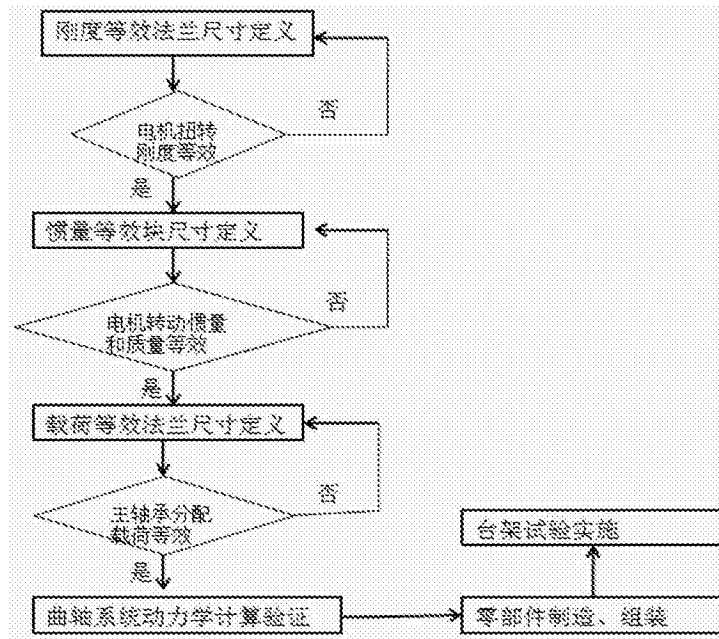 刚度等效法兰尺寸定义
否
电机扭转
刚度等效
是
惯量等效块尺寸定义
否
电机转动惯量
和质量等效
是
载荷等效法兰尺寸定义
否
主轴承分配
载荷等效
台架试验实施
是
曲轴系统动力学计算验证
零部件制造、组装